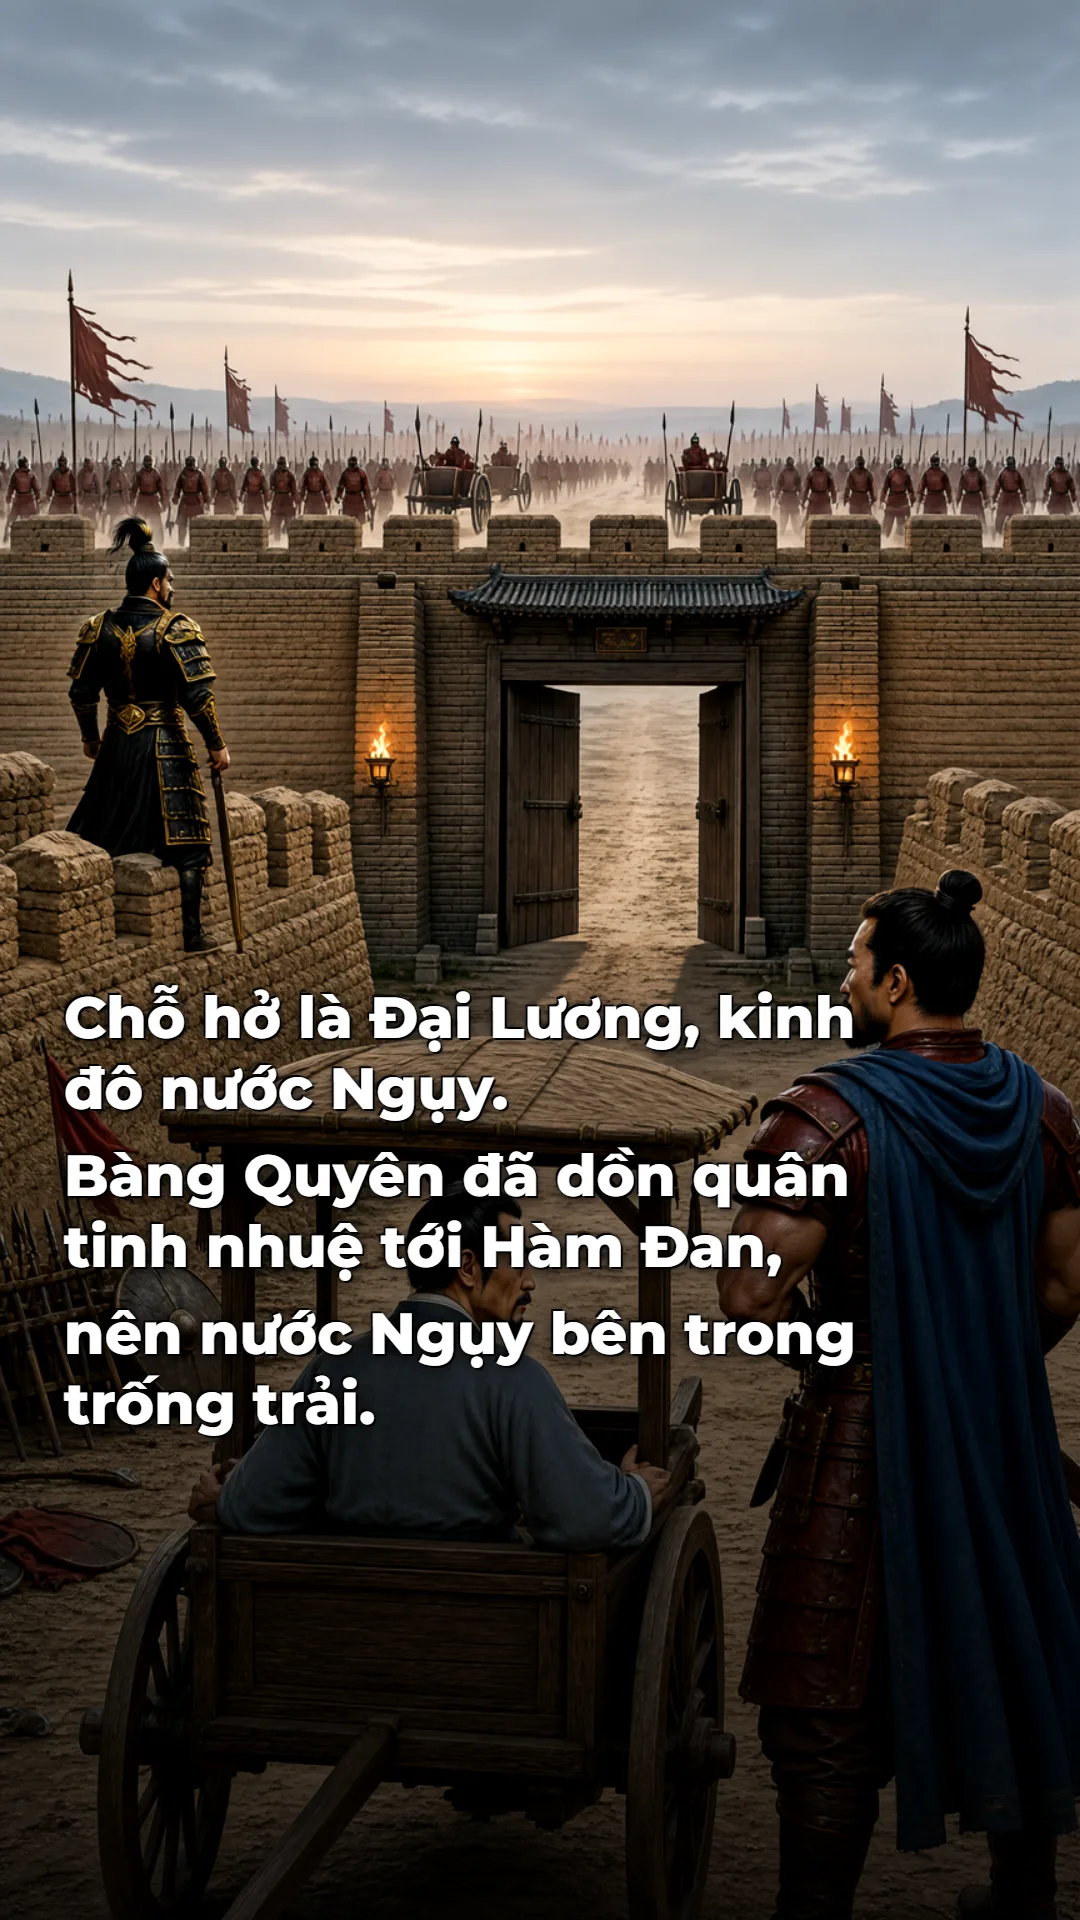 Chỗ hở là Đại Lương, kinh
đô nước Ngụy.
Bàng Quyên đã dồn quân
tinh nhuệ tới Hàm Đan,
nên nước Ngụy bên trong
trống trải.